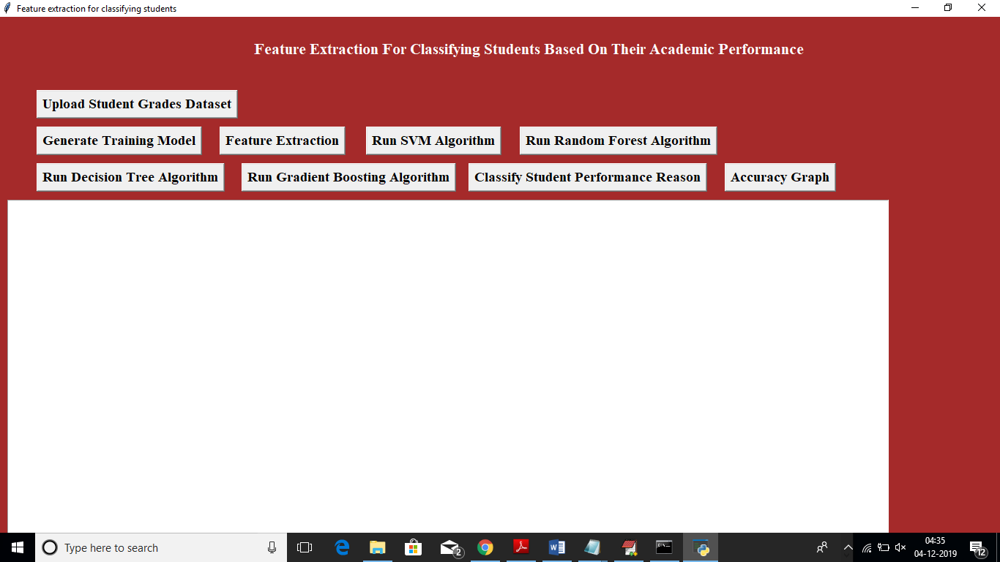 Feature extraction for classifying students
Feature Extraction For Classifying Students Based On Their Academic Performance
Upload Student Grades Dataset
Generate Training Model Feature Extraction Run SVM Algorithm Run Random Forest Algorithm
Run Decision Tree Algorithm Run Gradient Boosting Algorithm Classify Student Performance Reason Accuracy Graph
Type here to search 2 04:35
04-12-2019 12